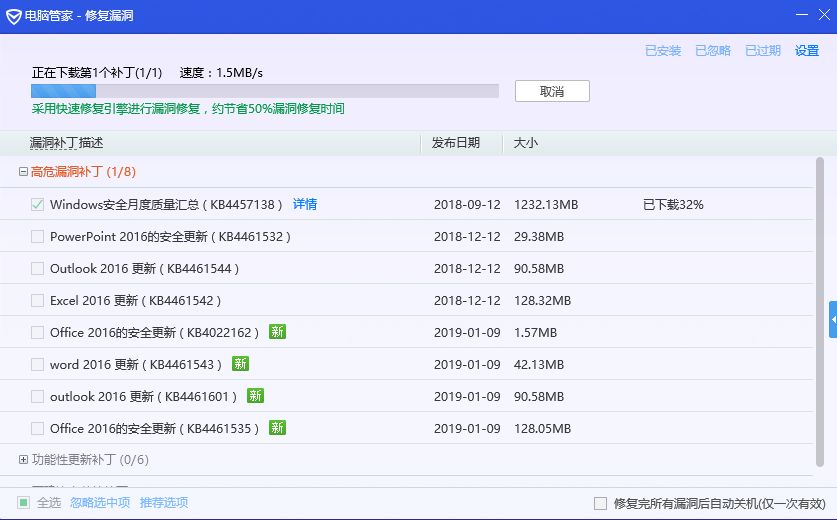 电脑管家 - 修复漏洞
已安装 已忽略 已过期 设置
正在下载第1个补丁(1/1) 速度：1.5MB/s
取消
采用快速修复引擎进行漏洞修复，约节省50%漏洞修复时间
漏洞补丁描述 发布日期 大小
高危漏洞补丁 (1/8)
Windows安全月度质量汇总 ( KB4457138 ) 详情 2018-09-12 1232.13MB 已下载32%
PowerPoint 2016的安全更新 ( KB4461532 ) 2018-12-12 29.38MB
Outlook 2016 更新 ( KB4461544 ) 2018-12-12 90.58MB
Excel 2016 更新 ( KB4461542 ) 2018-12-12 128.32MB
Office 2016的安全更新 ( KB4022162 ) 新 2019-01-09 1.57MB
word 2016 更新 ( KB4461543 ) 新 2019-01-09 42.13MB
outlook 2016 更新 ( KB4461601 ) 新 2019-01-09 90.58MB
Office 2016的安全更新 ( KB4461535 ) 新 2019-01-09 128.05MB
功能性更新补丁 (0/6)
全选 忽略选中项 推荐选项 修复完所有漏洞后自动关机(仅一次有效)